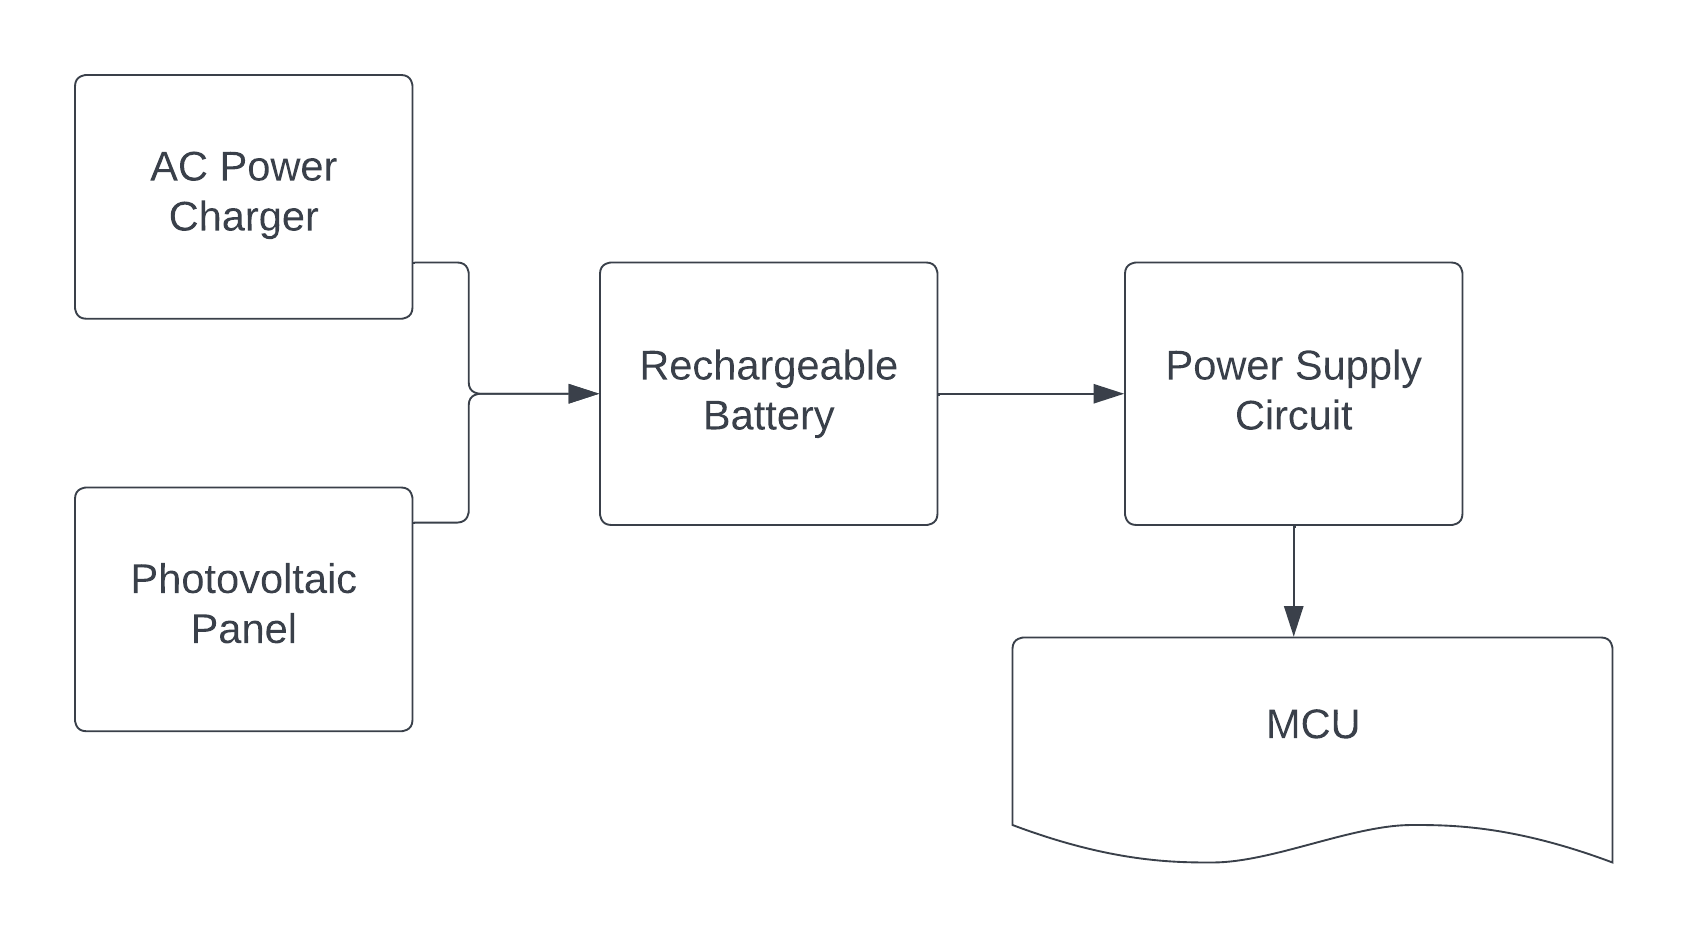 AC Power
Charger
Photovoltaic
Panel
Rechargeable
Battery
Power Supply
Circuit
MCU